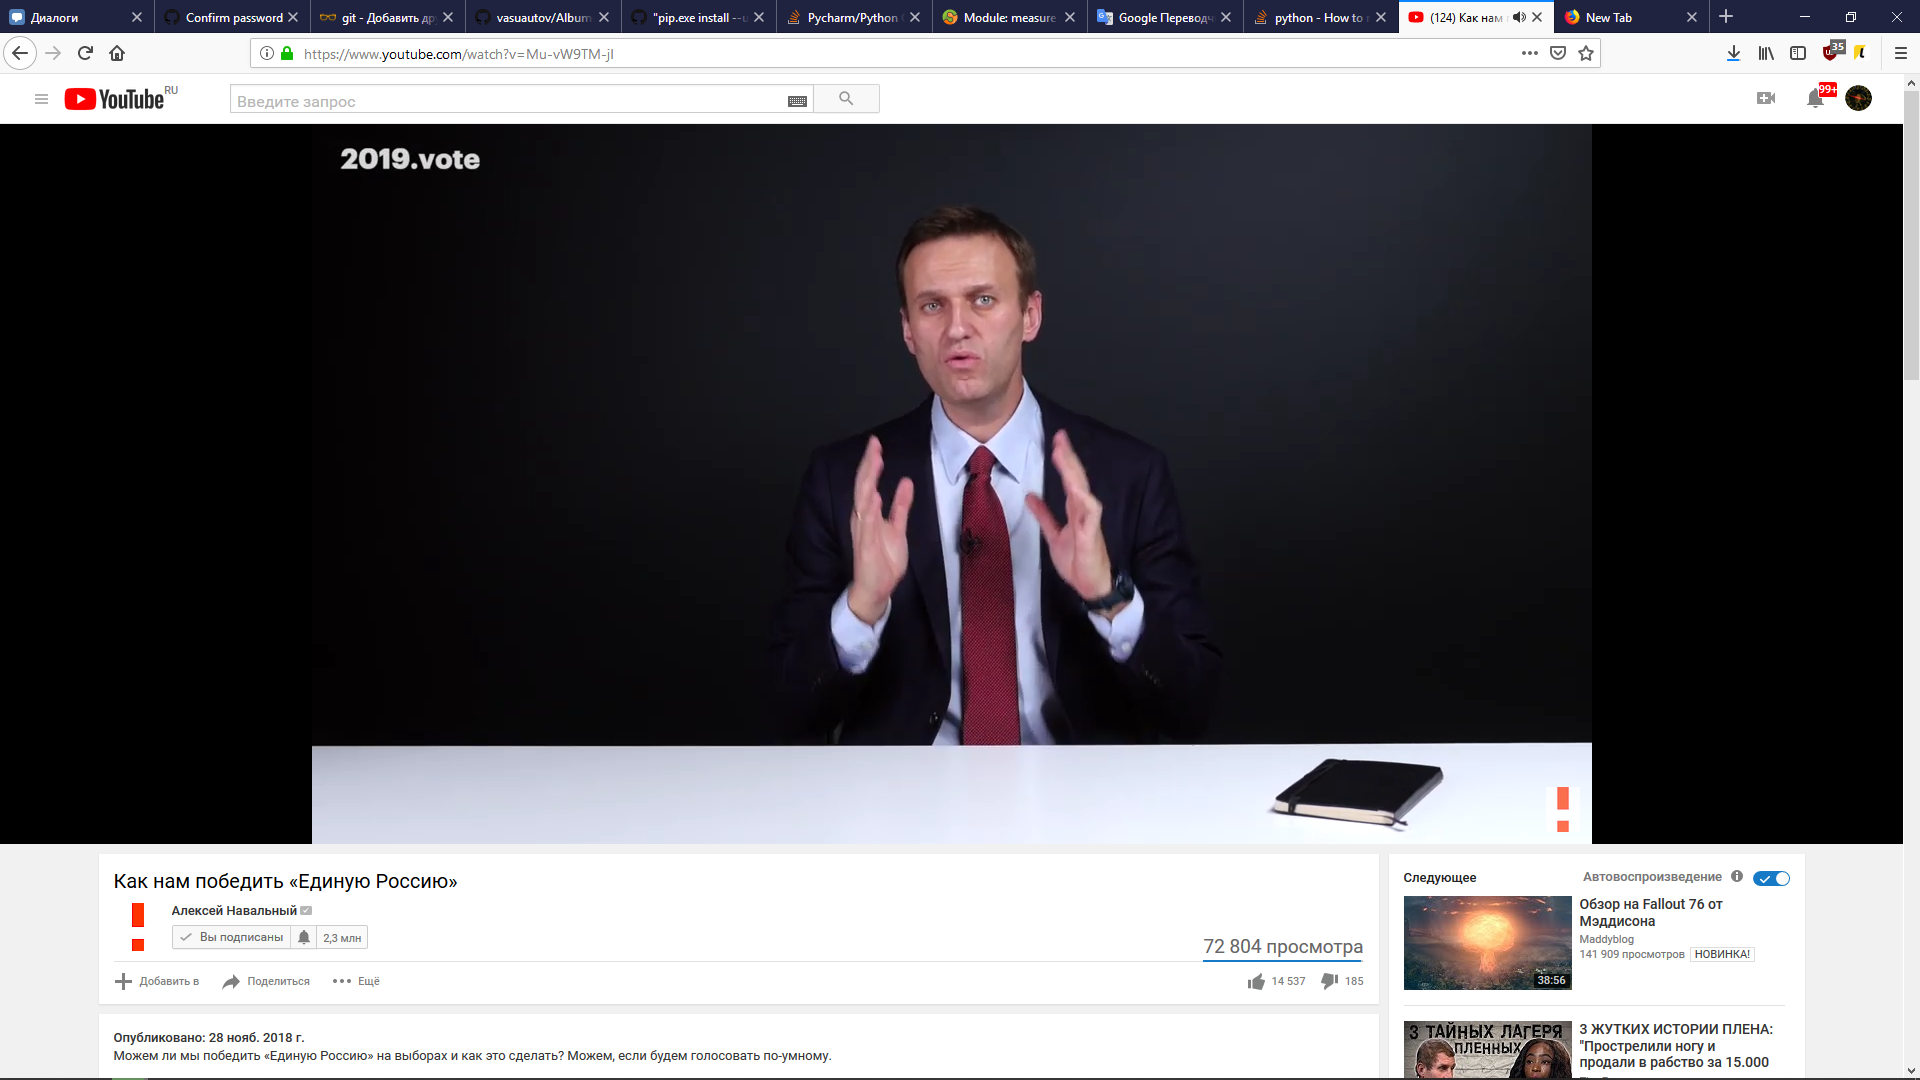 Диалоги
Confirm password
git - Добавить др
vasuautov/Album
"pip.exe install --u
Pycharm/Python
Module: measure
Google Переводч
python - How to
(124) Как нам
New Tab
https://www.youtube.com/watch?v=Mu-vW9TM-jI
35
YouTube RU
Введите запрос
99+
2019.vote
Как нам победить «Единую Россию»
Алексей Навальный
Вы подписаны
2,3 млн
72 804 просмотра
Добавить в
Поделиться
Ещё
14 537
185
Опубликовано: 28 нояб. 2018 г.
Можем ли мы победить «Единую Россию» на выборах и как это сделать? Можем, если будем голосовать по-умному.
Следующее
Автовоспроизведение
Обзор на Fallout 76 от
Мэддисона
Maddyblog
141 909 просмотров
НОВИНКА!
38:56
3 ТАЙНЫХ ЛАГЕРЯ
ПЛЕННЫХ
3 ЖУТКИХ ИСТОРИИ ПЛЕНА:
"Прострелили ногу и
продали в рабство за 15.000